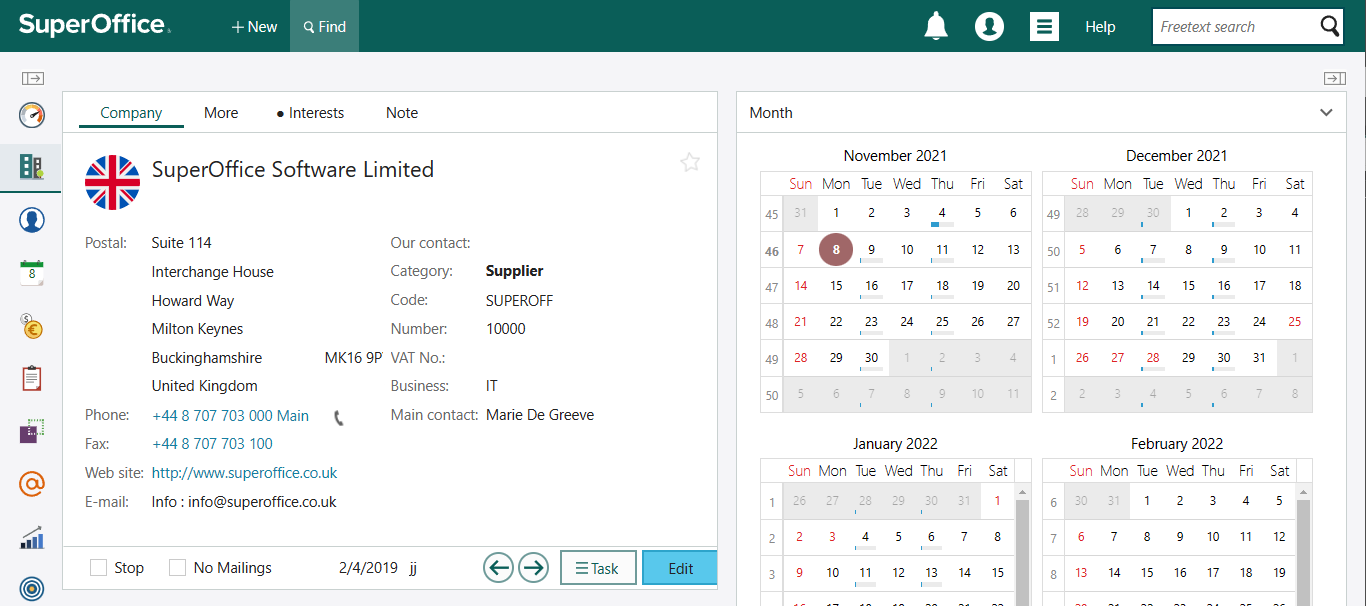 SuperOffice.
+ New
Find
Help
Freetext search
Company
More
Interests
Note
SuperOffice Software Limited
Postal: Suite 114
Interchange House
Howard Way
Milton Keynes
Buckinghamshire MK16 9P
United Kingdom
Phone: +44 8 707 703 000 Main
Fax: +44 8 707 703 100
Web site: http://www.superoffice.co.uk
E-mail: Info : info@superoffice.co.uk
Our contact:
Category: Supplier
Code: SUPEROFF
Number: 10000
VAT No.:
Business: IT
Main contact: Marie De Greeve
Stop
No Mailings
2/4/2019 jj
Task
Edit
8
Month
November 2021
Sun Mon Tue Wed Thu Fri Sat
45 31 1 2 3 4 5 6
46 7 8 9 10 11 12 13
47 14 15 16 17 18 19 20
48 21 22 23 24 25 26 27
49 28 29 30 1 2 3 4
50 5 6 7 8 9 10 11
December 2021
Sun Mon Tue Wed Thu Fri Sat
49 28 29 30 1 2 3 4
50 5 6 7 8 9 10 11
51 12 13 14 15 16 17 18
52 19 20 21 22 23 24 25
1 26 27 28 29 30 31 1
2 2 3 4 5 6 7 8
January 2022
Sun Mon Tue Wed Thu Fri Sat
1 26 27 28 29 30 31 1
2 2 3 4 5 6 7 8
3 9 10 11 12 13 14 15
February 2022
Sun Mon Tue Wed Thu Fri Sat
6 30 31 1 2 3 4 5
7 6 7 8 9 10 11 12
8 13 14 15 16 17 18 19